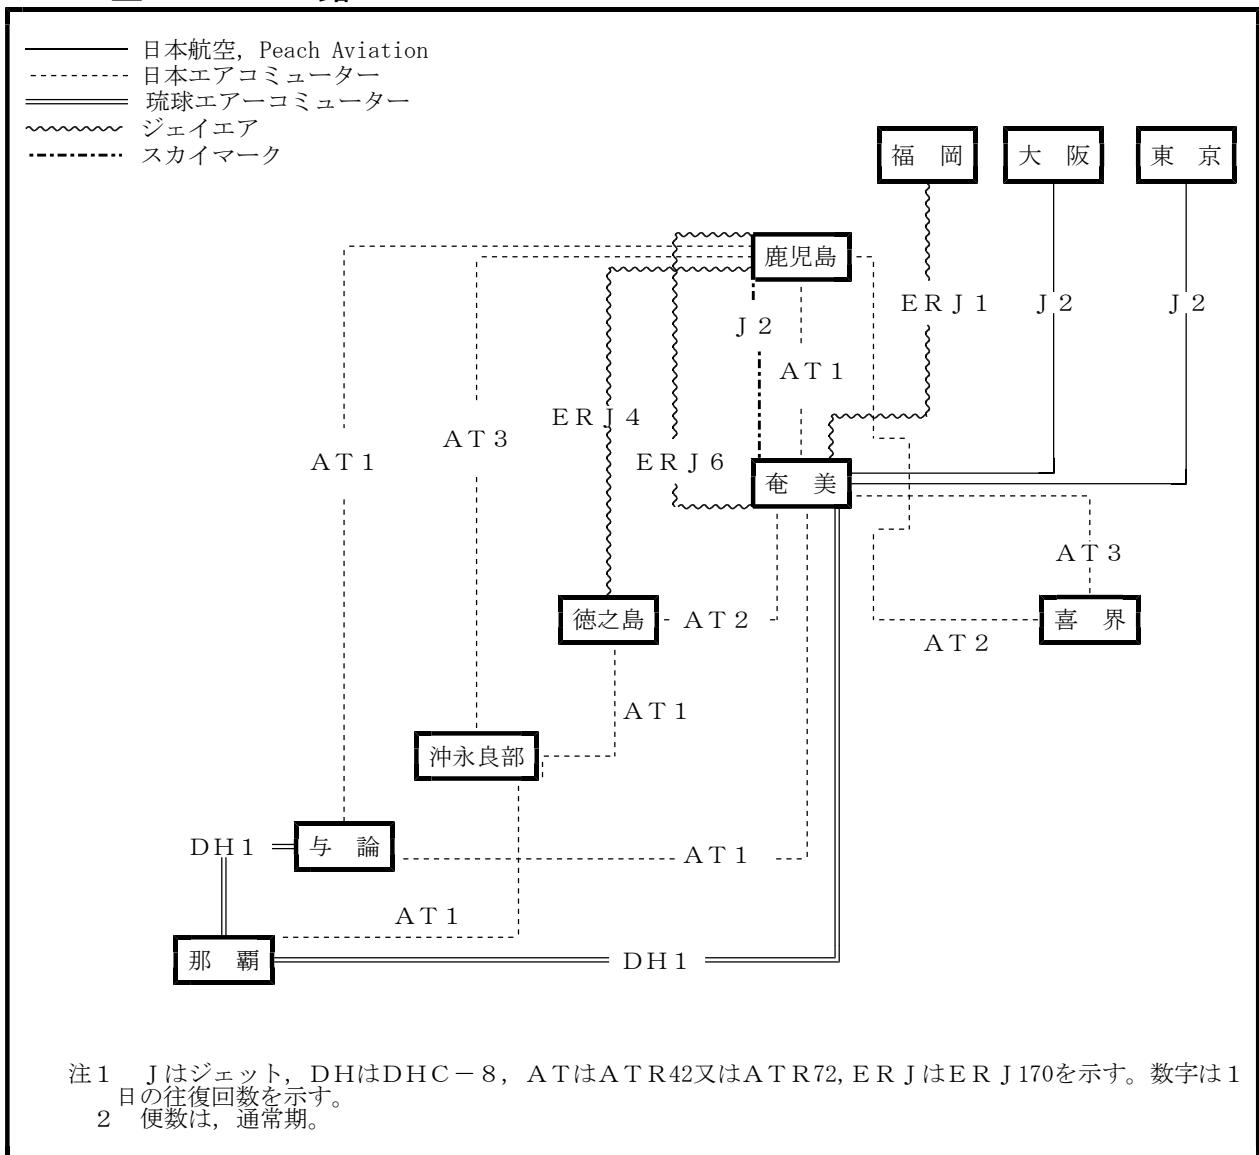 日本航空, Peach Aviation
日本エアコミューター
琉球エアーコミューター
ジェイエア
スカイマーク
福　岡
大　阪
東　京
鹿児島
ＥＲＪ１
Ｊ２
Ｊ２
Ｊ２
ＡＴ１
ＥＲＪ４
ＡＴ３
ＡＴ１
ＥＲＪ６
奄　美
ＡＴ３
徳之島
ＡＴ２
喜　界
ＡＴ２
ＡＴ１
沖永良部
ＤＨ１
与　論
ＡＴ１
ＡＴ１
那　覇
ＤＨ１
注１　Ｊはジェット, ＤＨはＤＨＣ－８, ＡＴはＡＴＲ42又はＡＴＲ72,ＥＲＪはＥＲＪ170を示す。数字は１
日の往復回数を示す。
２　便数は, 通常期。